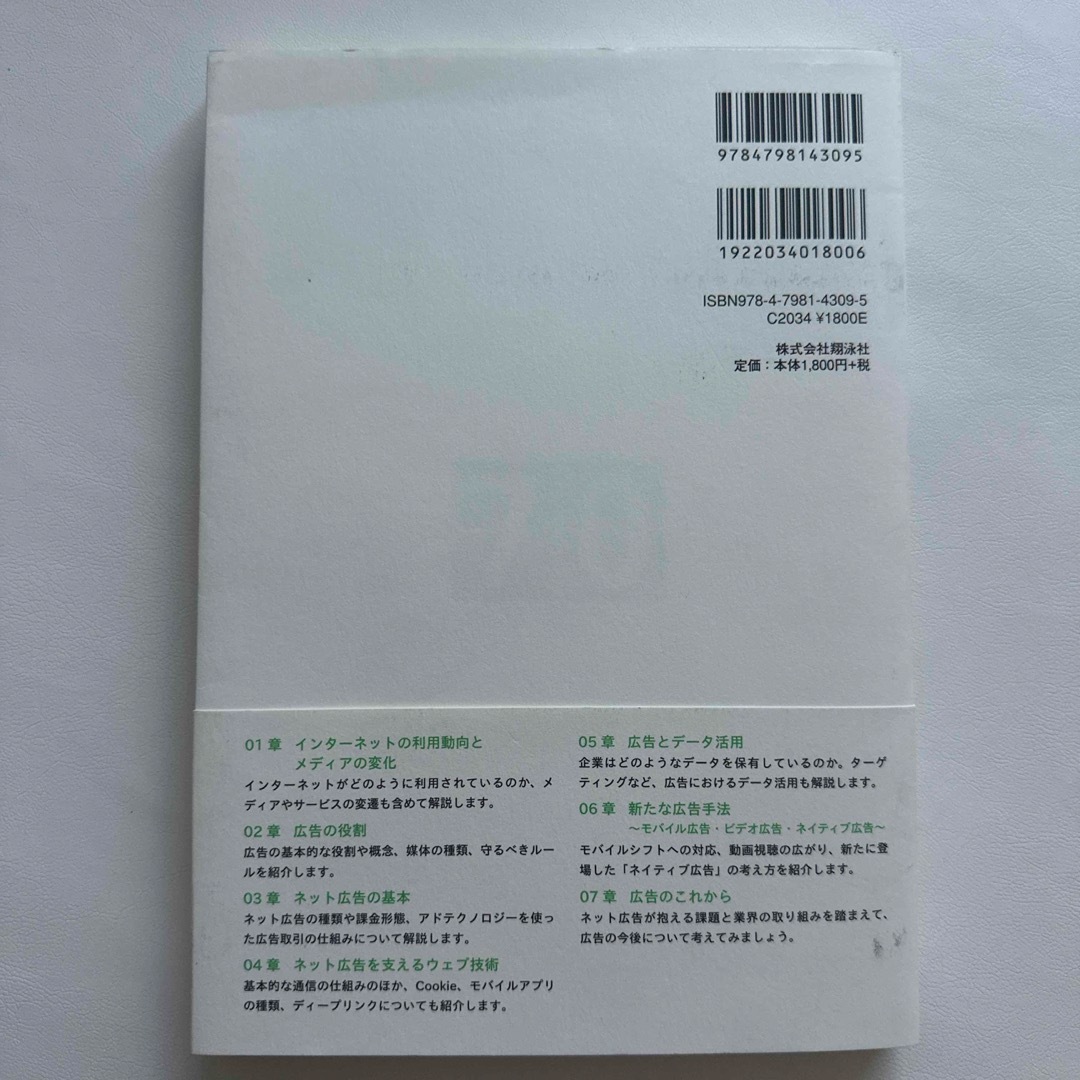 9784798143095
1922034018006
ISBN978-4-7981-4309-5
C2034 ¥1800E
株式会社翔泳社
定価：本体1,800円+税
01 章 インターネットの利用動向と
メディアの変化
インターネットがどのように利用されているのか、メ
ディアやサービスの変遷も含めて解説します。
02 章 広告の役割
広告の基本的な役割や概念、媒体の種類、守るべきルー
ルを紹介します。
03 章 ネット広告の基本
ネット広告の種類や課金形態、アドテクノロジーを使っ
た広告取引の仕組みについて解説します。
04 章 ネット広告を支えるウェブ技術
基本的な通信の仕組みのほか、Cookie、モバイルアプリ
の種類、ディープリンクについても紹介します。
05 章 広告とデータ活用
企業はどのようなデータを保有しているのか。ターゲ
ティングなど、広告におけるデータ活用も解説します。
06 章 新たな広告手法
〜モバイル広告・ビデオ広告・ネイティブ広告〜
モバイルシフトへの対応、動画視聴の広がり、新たに登
場した「ネイティブ広告」の考え方を紹介します。
07 章 広告のこれから
ネット広告が抱える課題と業界の取り組みを踏まえて、
広告の今後について考えてみましょう。